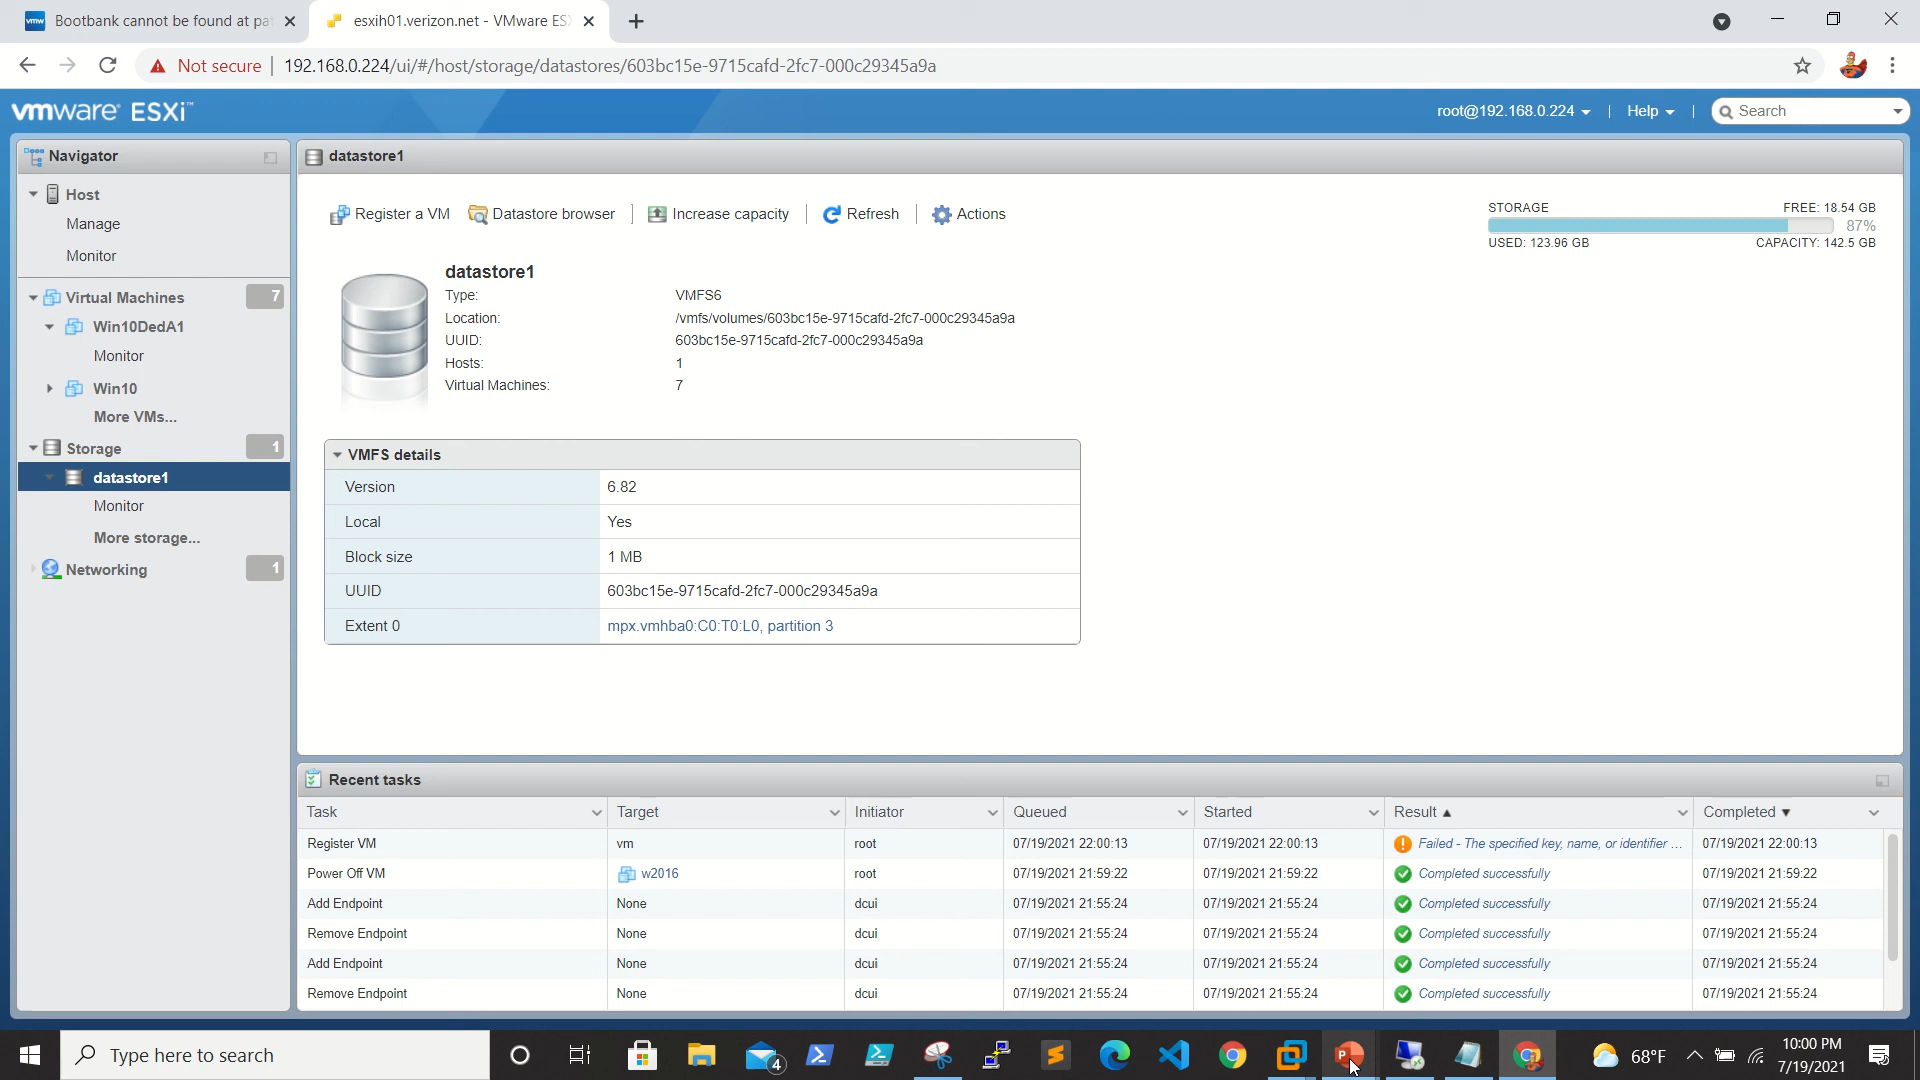 vmw Bootbank cannot be found at pa
esxih01.verizon.net - VMware ES
Not secure | 192.168.0.224/ui/#/host/storage/datastores/603bc15e-9715cafd-2fc7-000c29345a9a
vmware ESXi™
root@192.168.0.224 | Help | Search
Navigator
Host
Manage
Monitor
Virtual Machines 7
Win10DedA1
Monitor
Win10
More VMs...
Storage 1
datastore1
Monitor
More storage...
Networking 1
datastore1
Register a VM Datastore browser | Increase capacity | Refresh | Actions
STORAGE FREE: 18.54 GB
87%
USED: 123.96 GB CAPACITY: 142.5 GB
datastore1
Type: VMFS6
Location: /vmfs/volumes/603bc15e-9715cafd-2fc7-000c29345a9a
UUID: 603bc15e-9715cafd-2fc7-000c29345a9a
Hosts: 1
Virtual Machines: 7
VMFS details
Version 6.82
Local Yes
Block size 1 MB
UUID 603bc15e-9715cafd-2fc7-000c29345a9a
Extent 0 mpx.vmhba0:C0:T0:L0, partition 3
Recent tasks
Task Target Initiator Queued Started Result Completed
Register VM vm root 07/19/2021 22:00:13 07/19/2021 22:00:13 Failed - The specified key, name, or identifier ... 07/19/2021 22:00:13
Power Off VM w2016 root 07/19/2021 21:59:22 07/19/2021 21:59:22 Completed successfully 07/19/2021 21:59:22
Add Endpoint None dcui 07/19/2021 21:55:24 07/19/2021 21:55:24 Completed successfully 07/19/2021 21:55:24
Remove Endpoint None dcui 07/19/2021 21:55:24 07/19/2021 21:55:24 Completed successfully 07/19/2021 21:55:24
Add Endpoint None dcui 07/19/2021 21:55:24 07/19/2021 21:55:24 Completed successfully 07/19/2021 21:55:24
Remove Endpoint None dcui 07/19/2021 21:55:24 07/19/2021 21:55:24 Completed successfully 07/19/2021 21:55:24
Type here to search
4
68°F
10:00 PM
7/19/2021